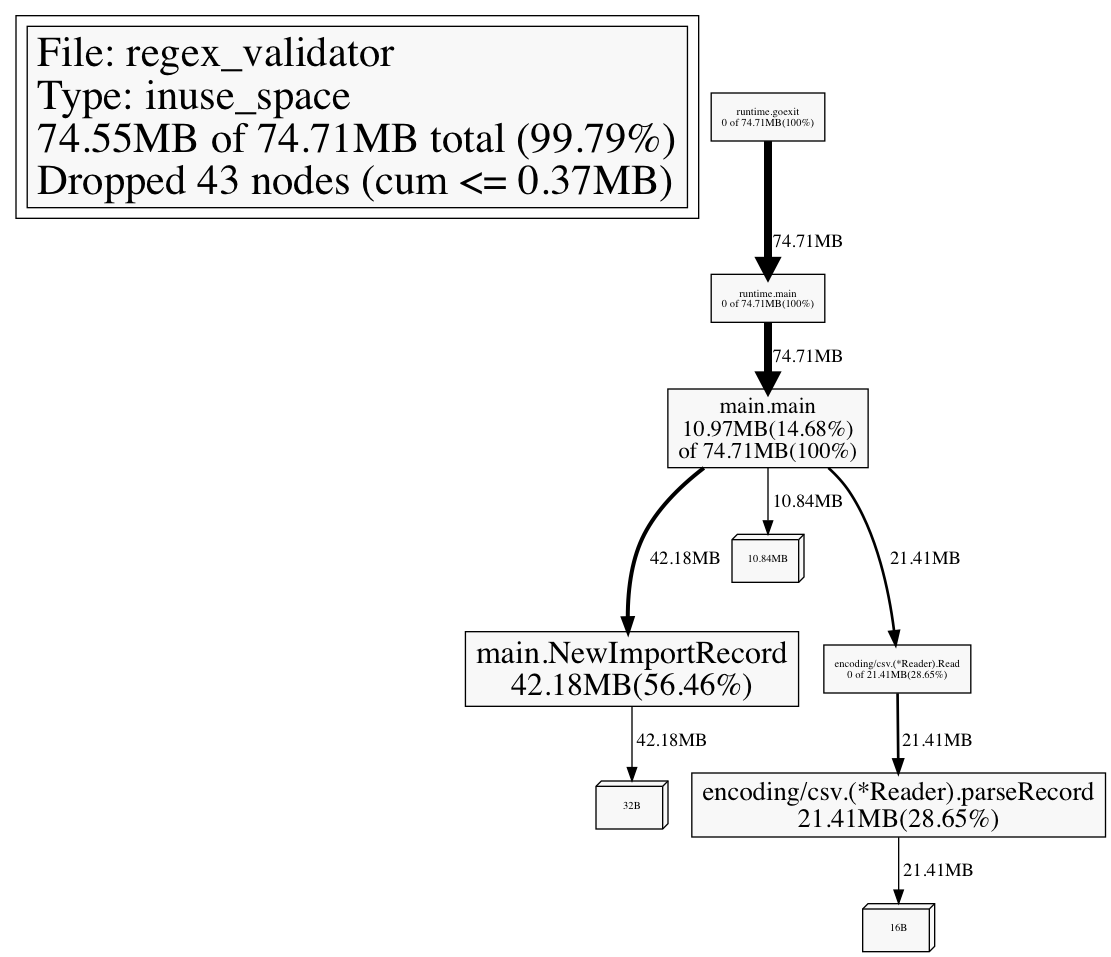 File: regex_validator
Type: inuse_space
74.55MB of 74.71MB total (99.79%)
Dropped 43 nodes (cum <= 0.37MB)
runtime.goexit
0 of 74.71MB(100%)
74.71MB
runtime.main
0 of 74.71MB(100%)
74.71MB
main.main
10.97MB(14.68%)
of 74.71MB(100%)
10.84MB
42.18MB
10.84MB
21.41MB
main.NewImportRecord
42.18MB(56.46%)
encoding/csv.(*Reader).Read
0 of 21.41MB(28.65%)
42.18MB
21.41MB
encoding/csv.(*Reader).parseRecord
21.41MB(28.65%)
32B
21.41MB
16B